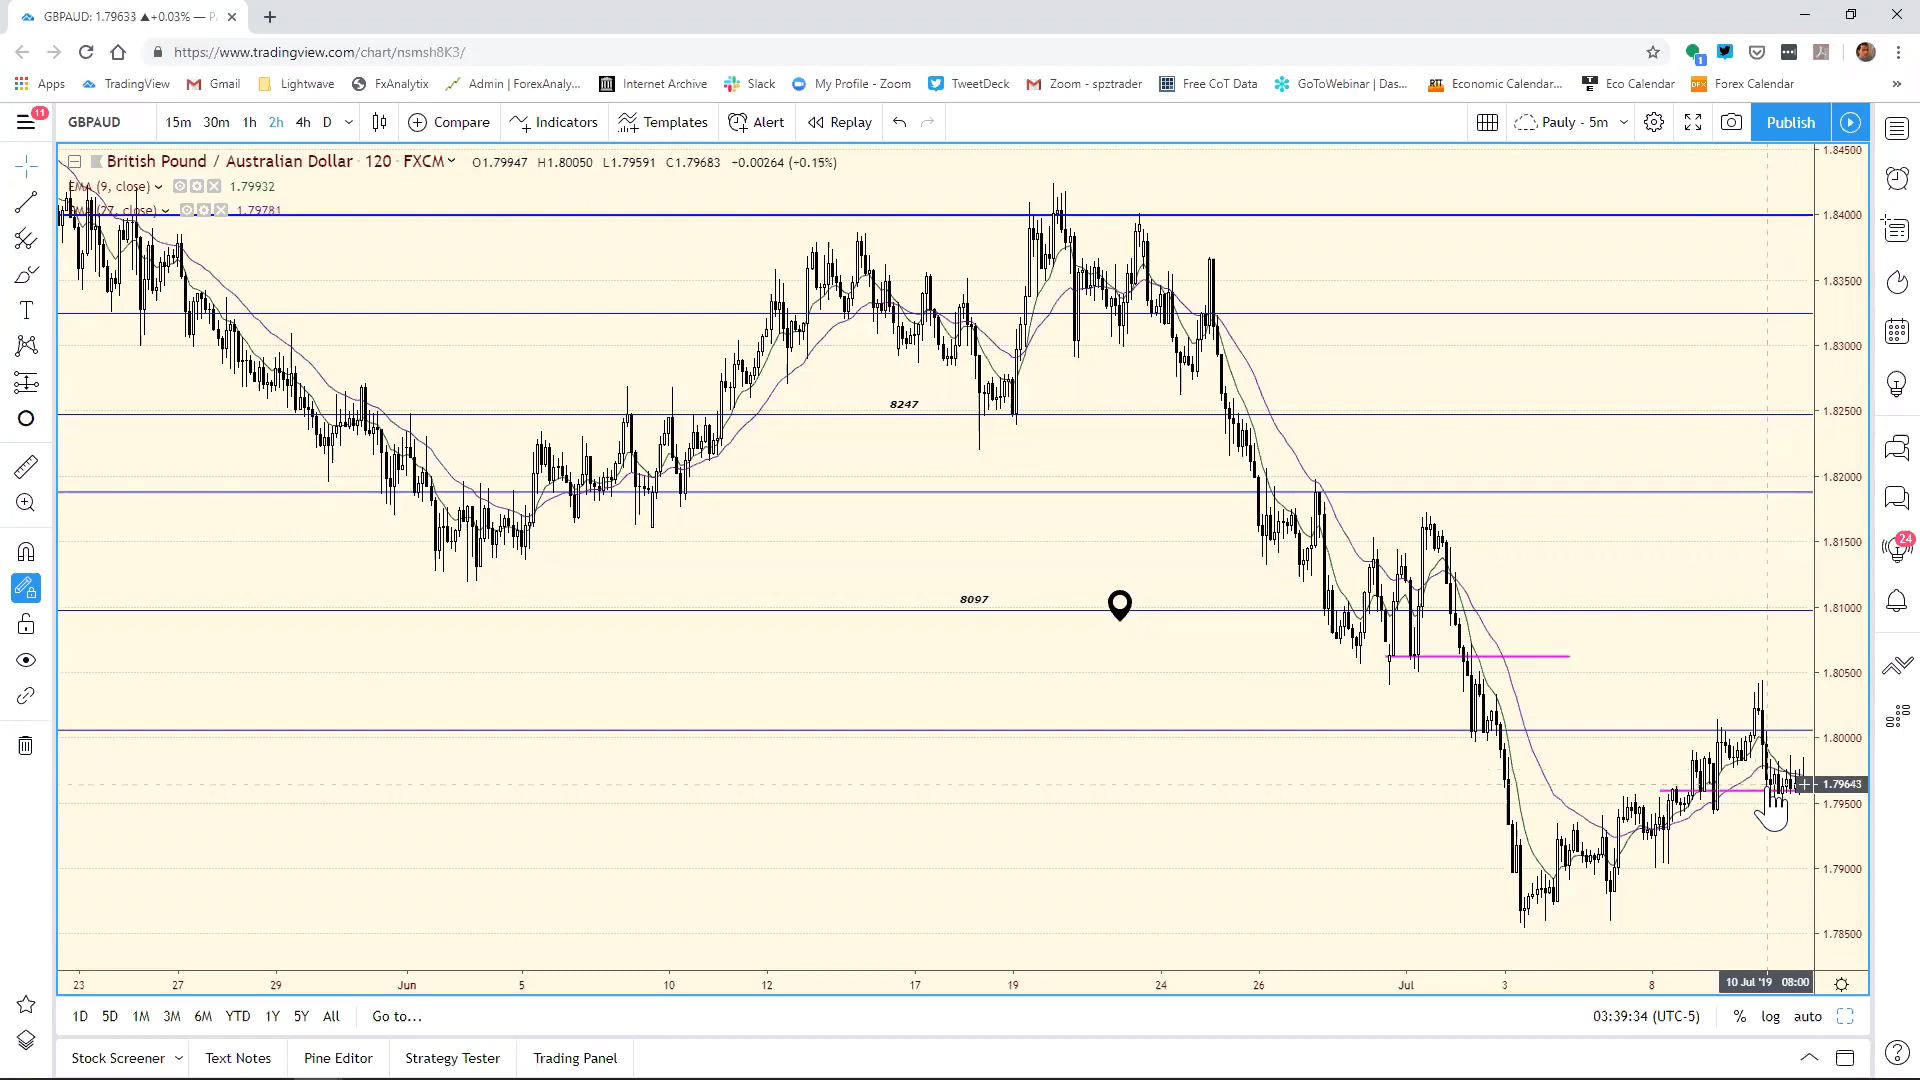 GBPAUD: 1.79633 ▲+0.03% — P
https://www.tradingview.com/chart/nsmsh8K3/
1
Apps TradingView Gmail Lightwave FxAnalytix Admin | ForexAnaly... Internet Archive Slack My Profile - Zoom TweetDeck Zoom - spztrader Free CoT Data GoToWebinar | Das... Economic Calendar... Eco Calendar Forex Calendar »
11
GBPAUD 15m 30m 1h 2h 4h D Compare Indicators Templates Alert Replay Pauly - 5m Publish
British Pound / Australian Dollar · 120 · FXCM O1.79947 H1.80050 L1.79591 C1.79683 −0.00264 (−0.15%)
EMA (9, close) 1.79932
EMA (27, close) 1.79781
1.84500
1.84000
1.83500
1.83000
1.82500
8247
1.82000
1.81500
24
1.81000
8097
1.80500
1.80000
1.79643
1.79500
1.79000
1.78500
23 27 29 Jun 5 10 12 17 19 24 26 Jul 3 8 10 Jul '19 08:00
1D 5D 1M 3M 6M YTD 1Y 5Y All Go to... 03:39:34 (UTC-5) % log auto
Stock Screener Text Notes Pine Editor Strategy Tester Trading Panel